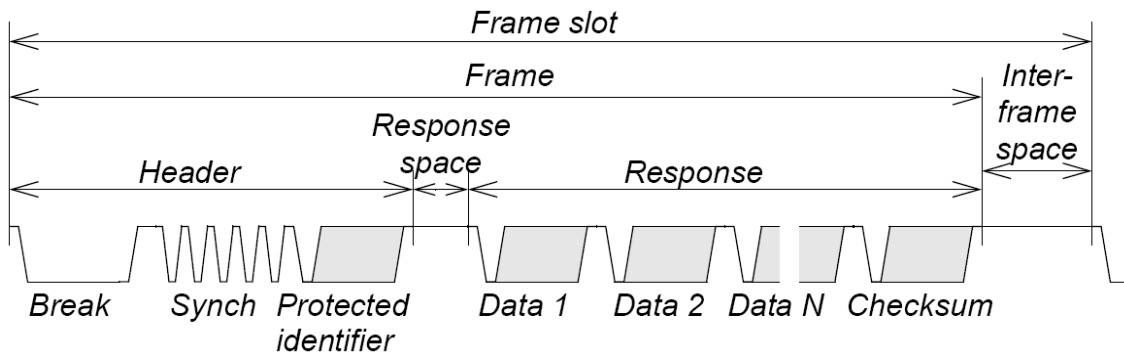 Frame slot
Frame
Inter-
frame
space
Response
space
Header
Response
Break
Synch
Protected
identifier
Data 1
Data 2
Data N
Checksum